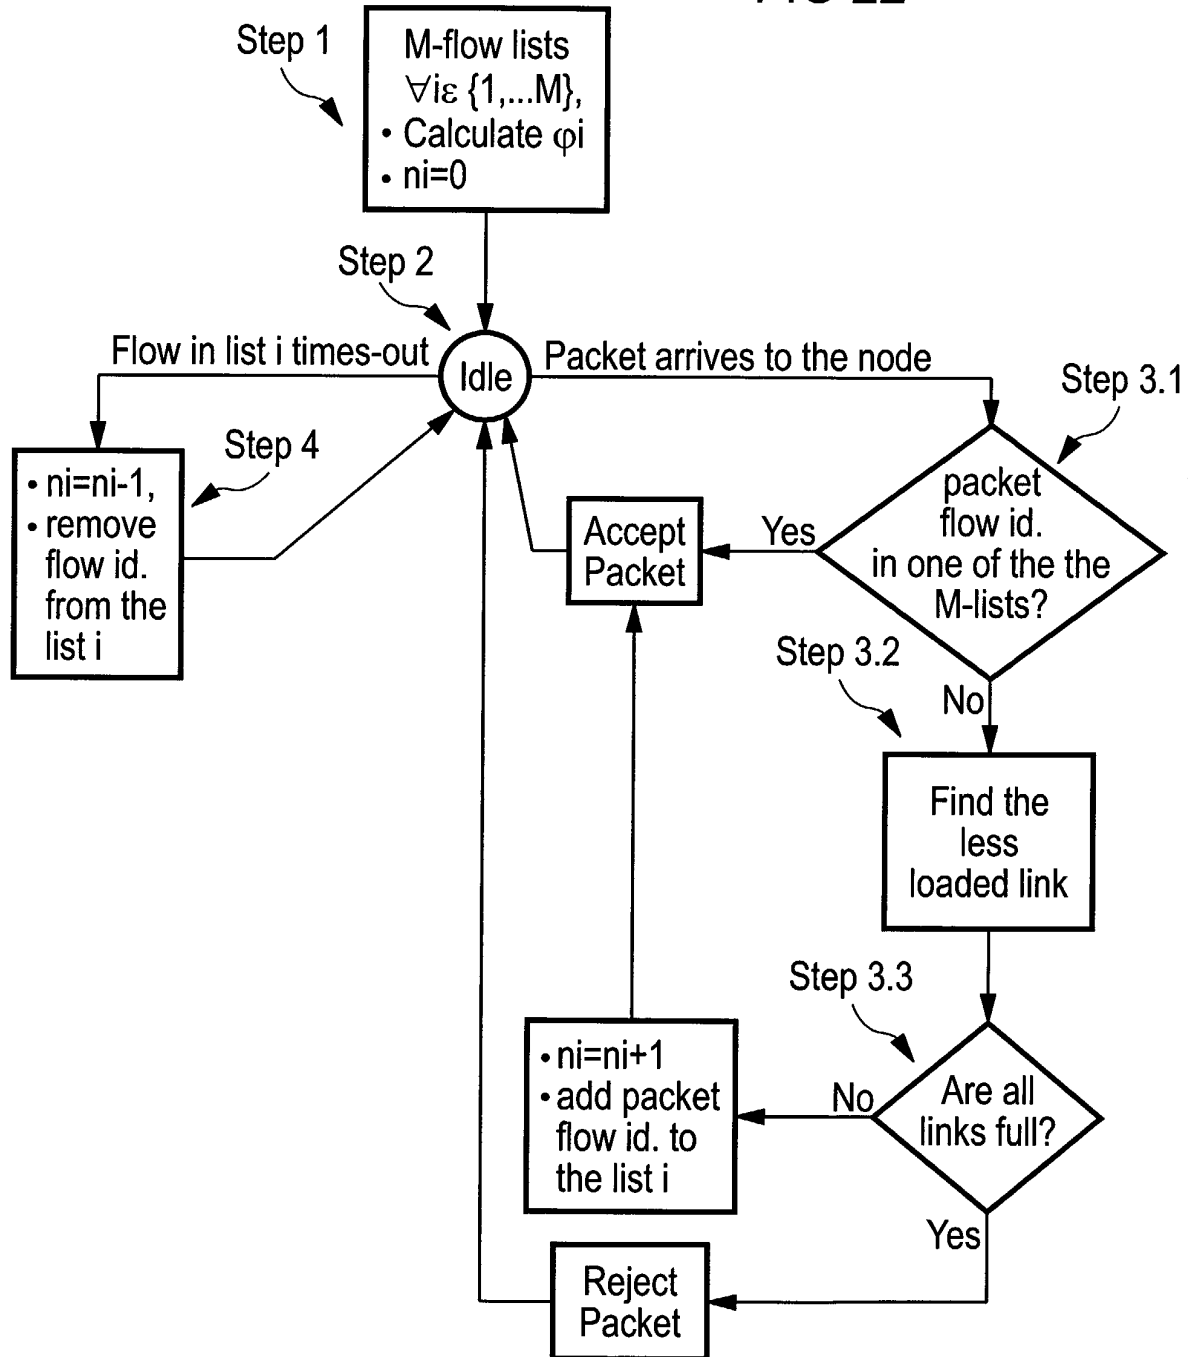 Step 1
M-flow lists
∀iε {1,...M},
• Calculate φi
• ni=0
Step 2
Flow in list i times-out
Idle
Packet arrives to the node
Step 3.1
Step 4
• ni=ni-1,
• remove
flow id.
from the
list i
packet
flow id.
in one of the the
M-lists?
Yes
Accept
Packet
Step 3.2
No
Find the
less
loaded link
Step 3.3
Are all
links full?
No
• ni=ni+1
• add packet
flow id. to
the list i
Yes
Reject
Packet